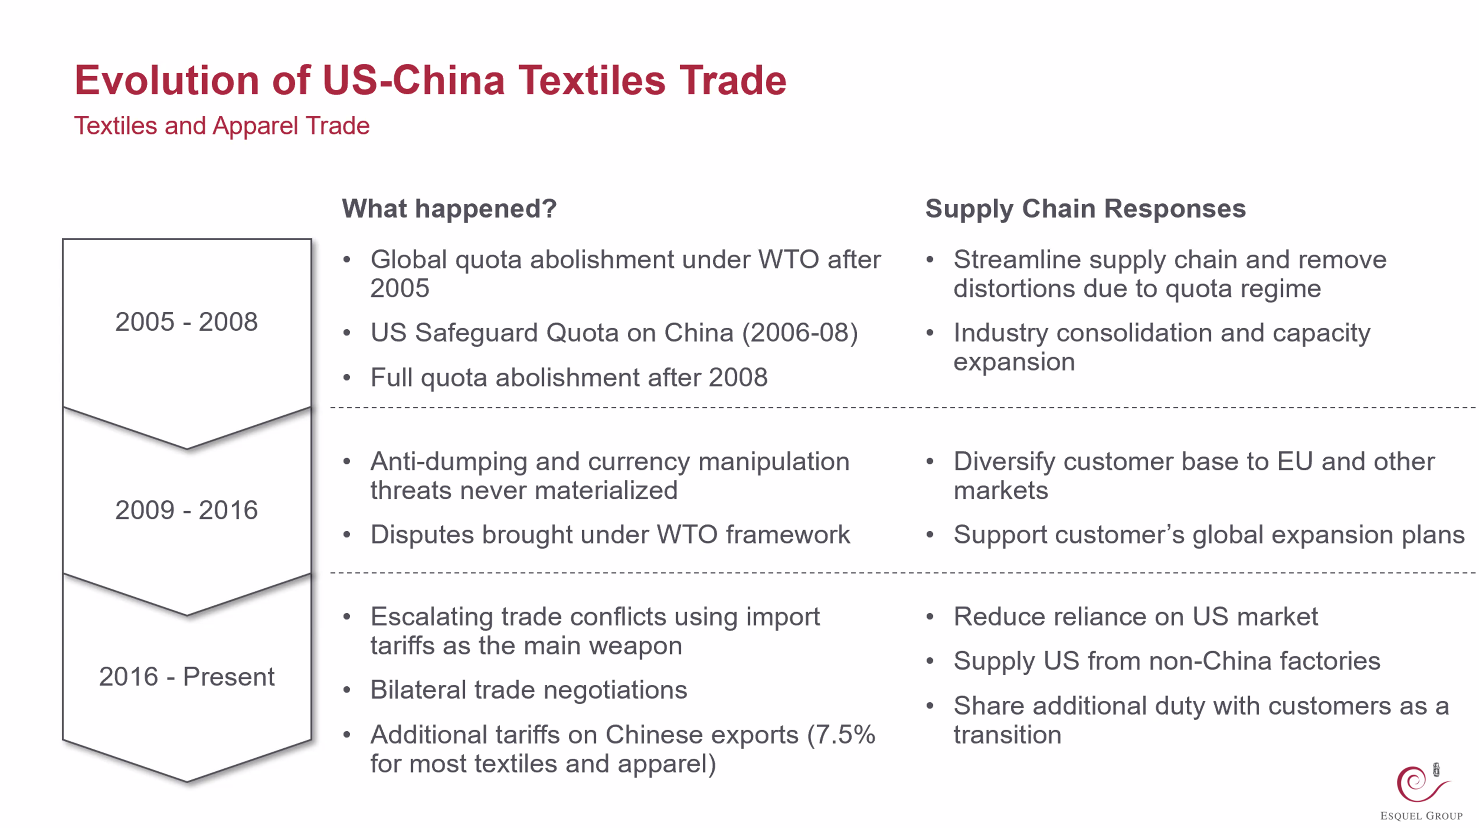 Evolution of US-China Textiles Trade
Textiles and Apparel Trade
What happened?
Supply Chain Responses
2005 - 2008
• Global quota abolishment under WTO after
2005
• US Safeguard Quota on China (2006-08)
• Full quota abolishment after 2008
• Streamline supply chain and remove
distortions due to quota regime
• Industry consolidation and capacity
expansion
2009 - 2016
• Anti-dumping and currency manipulation
threats never materialized
• Disputes brought under WTO framework
• Diversify customer base to EU and other
markets
• Support customer’s global expansion plans
2016 - Present
• Escalating trade conflicts using import
tariffs as the main weapon
• Bilateral trade negotiations
• Additional tariffs on Chinese exports (7.5%
for most textiles and apparel)
• Reduce reliance on US market
• Supply US from non-China factories
• Share additional duty with customers as a
transition
ESQUEL GROUP